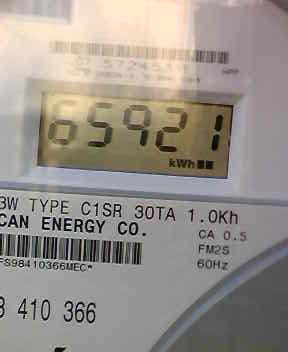 65921
kWh
3W TYPE C1SR 30TA 1.0Kh
CAN ENERGY CO.
CA 0.5
FM2S
60Hz
FS98410366MEC*
3 410 366